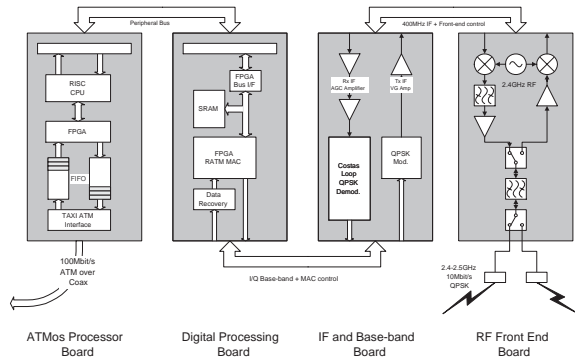 Peripheral Bus
400MHz IF + Front-end control
RISC
CPU
FPGA
FIFO
TAXI ATM
Interface
100Mbit/s
ATM over
Coax
FPGA
Bus I/F
SRAM
FPGA
RATM MAC
Data
Recovery
I/Q Base-band + MAC control
Rx IF
AGC Amplifier
Tx IF
VG Amp
Costas
Loop
QPSK
Demod.
QPSK
Mod.
2.4GHz RF
2.4-2.5GHz
10Mbit/s
QPSK
ATMos Processor
Board
Digital Processing
Board
IF and Base-band
Board
RF Front End
Board